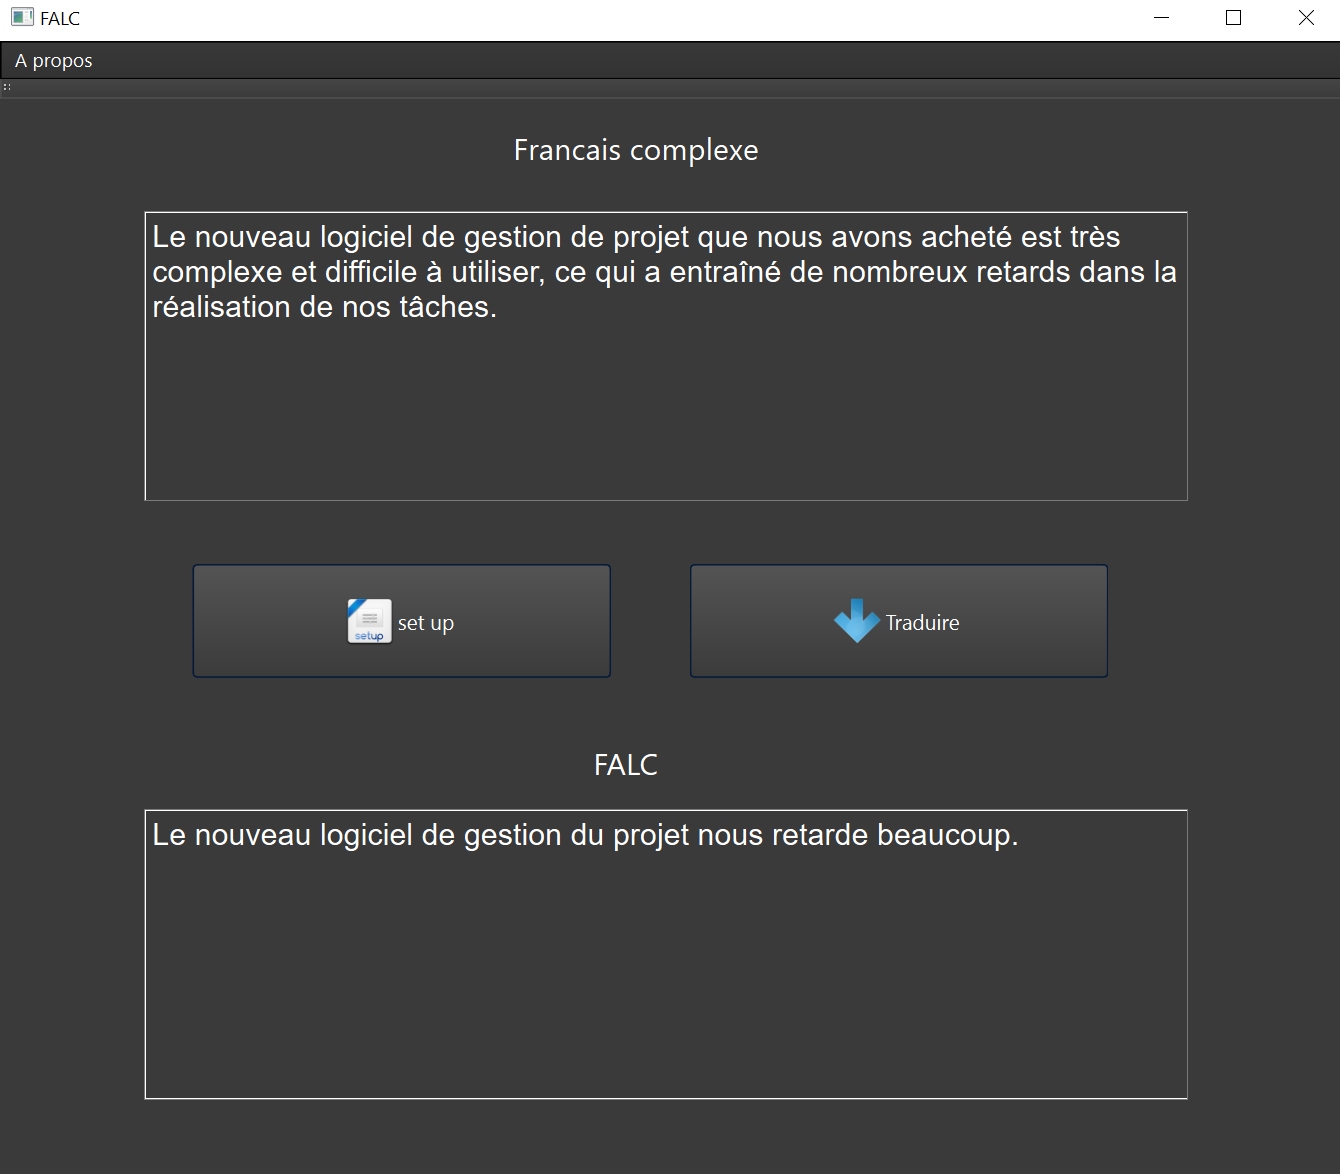 FALC
A propos
Francais complexe
Le nouveau logiciel de gestion de projet que nous avons acheté est très
complexe et difficile à utiliser, ce qui a entraîné de nombreux retards dans la
réalisation de nos tâches.
setup
set up
Traduire
FALC
Le nouveau logiciel de gestion du projet nous retarde beaucoup.